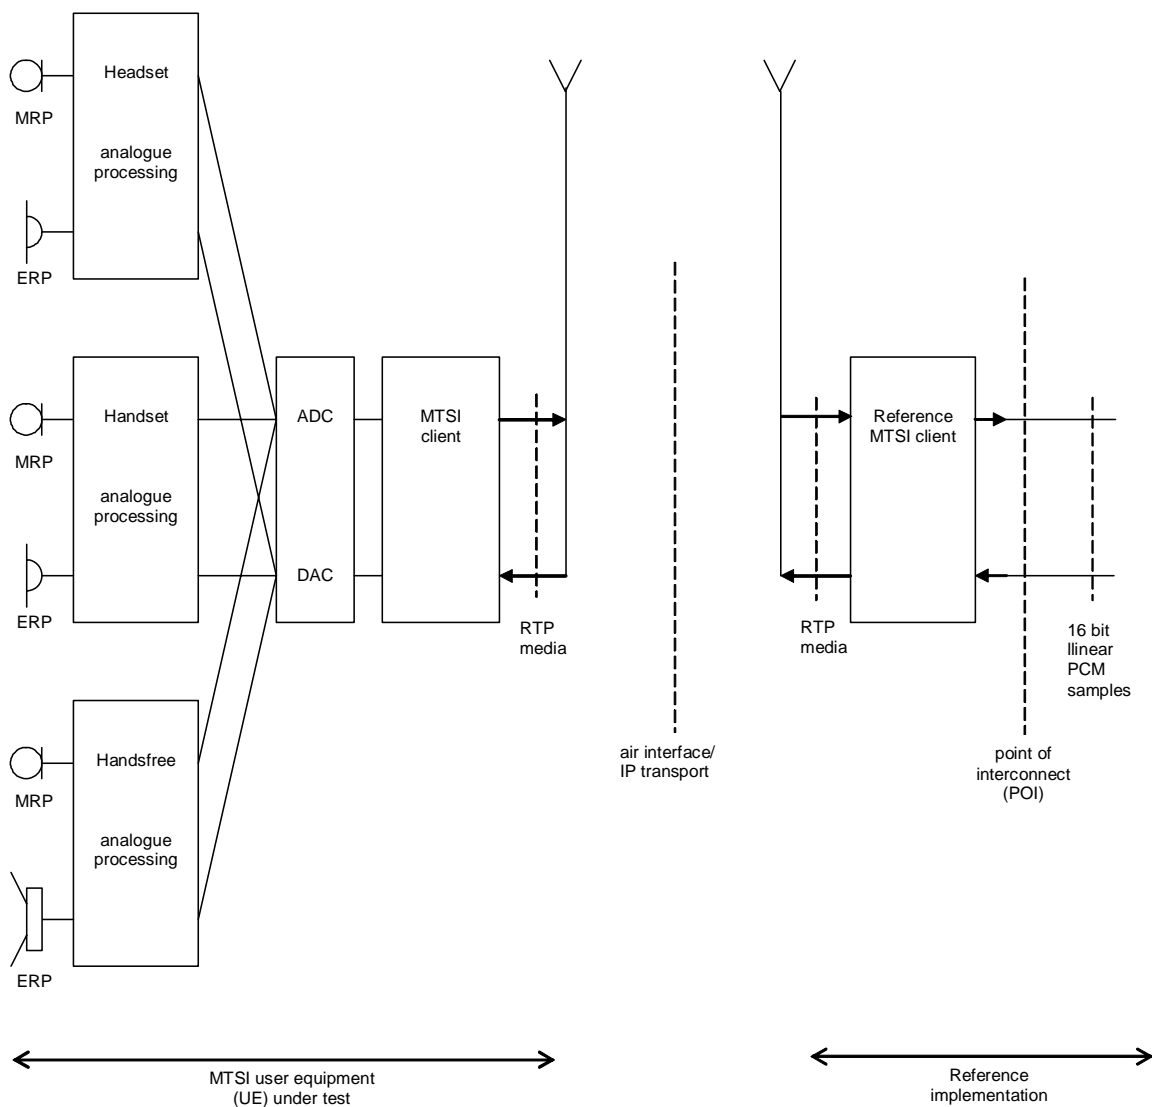 Headset
MRP
analogue
processing
ERP
Handset
MRP
analogue
processing
ERP
Handsfree
MRP
analogue
processing
ERP
ADC
DAC
MTSI
client
RTP
media
air interface/
IP transport
RTP
media
Reference
MTSI client
point of
interconnect
(POI)
16 bit
llinear
PCM
samples
MTSI user equipment
(UE) under test
Reference
implementation